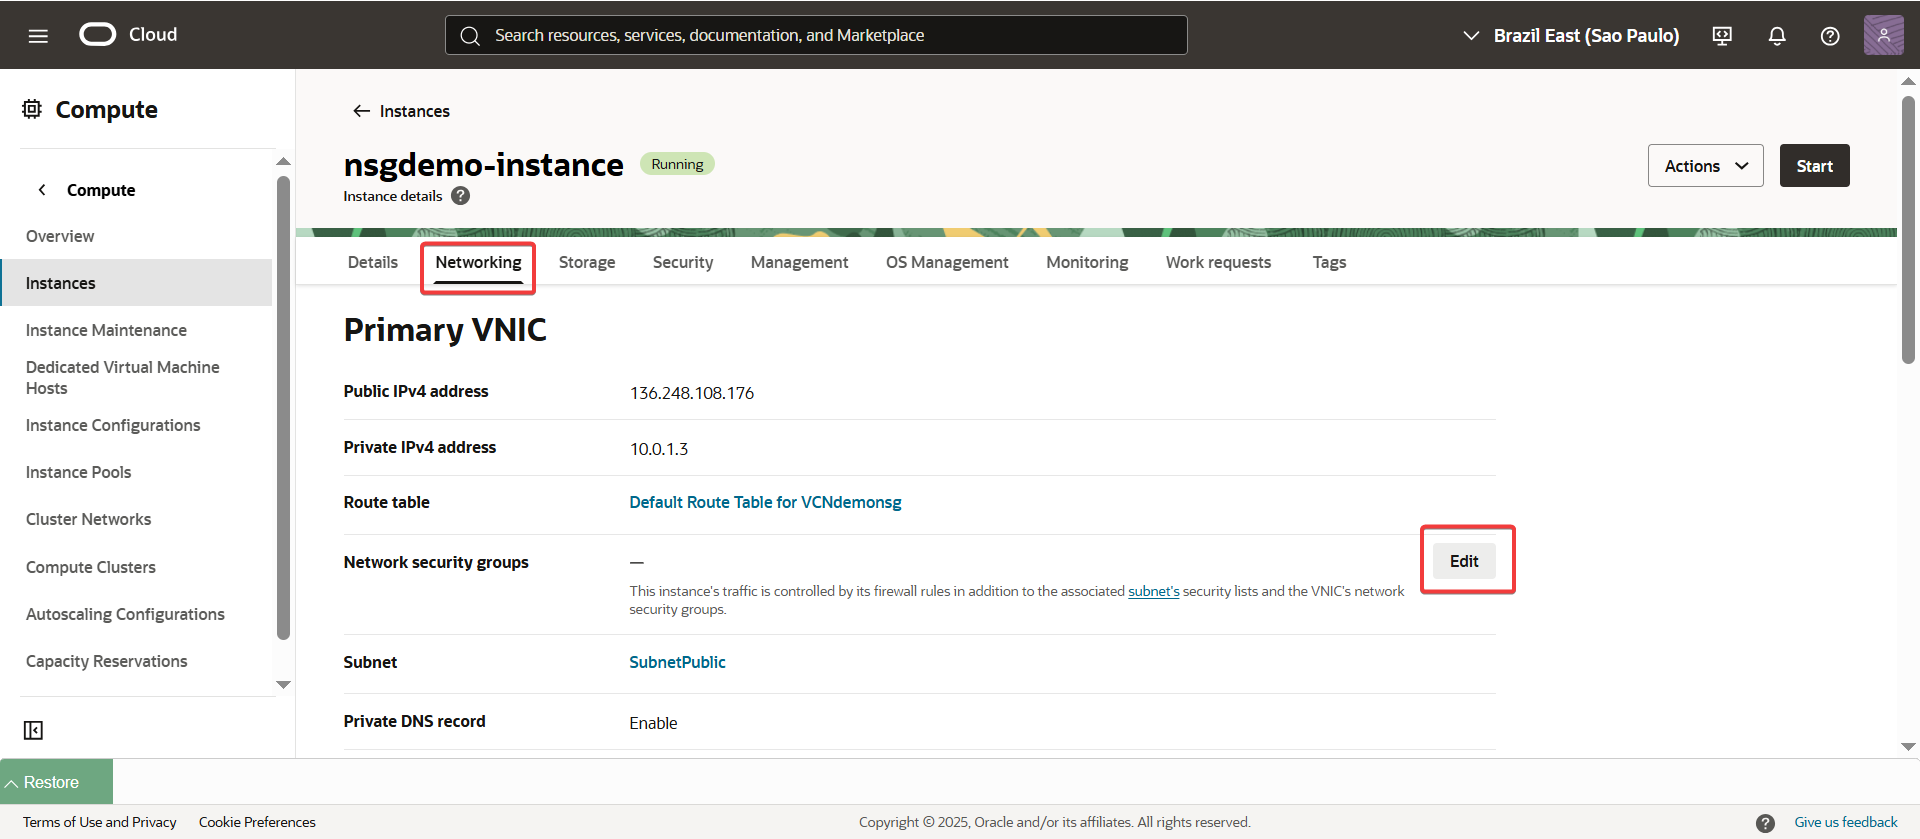 Cloud
Search resources, services, documentation, and Marketplace
Brazil East (Sao Paulo)
Compute
Compute
Overview
Instances
Instance Maintenance
Dedicated Virtual Machine
Hosts
Instance Configurations
Instance Pools
Cluster Networks
Compute Clusters
Autoscaling Configurations
Capacity Reservations
Instances
nsgdemo-instance
Running
Instance details
Actions
Start
Details
Networking
Storage
Security
Management
OS Management
Monitoring
Work requests
Tags
Primary VNIC
Public IPv4 address
136.248.108.176
Private IPv4 address
10.0.1.3
Route table
Default Route Table for VCNdemonsg
Network security groups
—
Edit
This instance's traffic is controlled by its firewall rules in addition to the associated subnet's security lists and the VNIC's network
security groups.
Subnet
SubnetPublic
Private DNS record
Enable
Restore
Terms of Use and Privacy
Cookie Preferences
Copyright © 2025, Oracle and/or its affiliates. All rights reserved.
Give us feedback